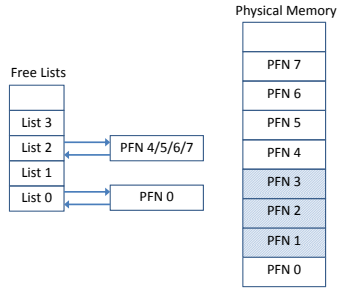 Physical Memory
PFN 7
PFN 6
PFN 5
PFN 4
PFN 3
PFN 2
PFN 1
PFN 0
Free Lists
List 3
List 2
List 1
List 0
PFN 4/5/6/7
PFN 0